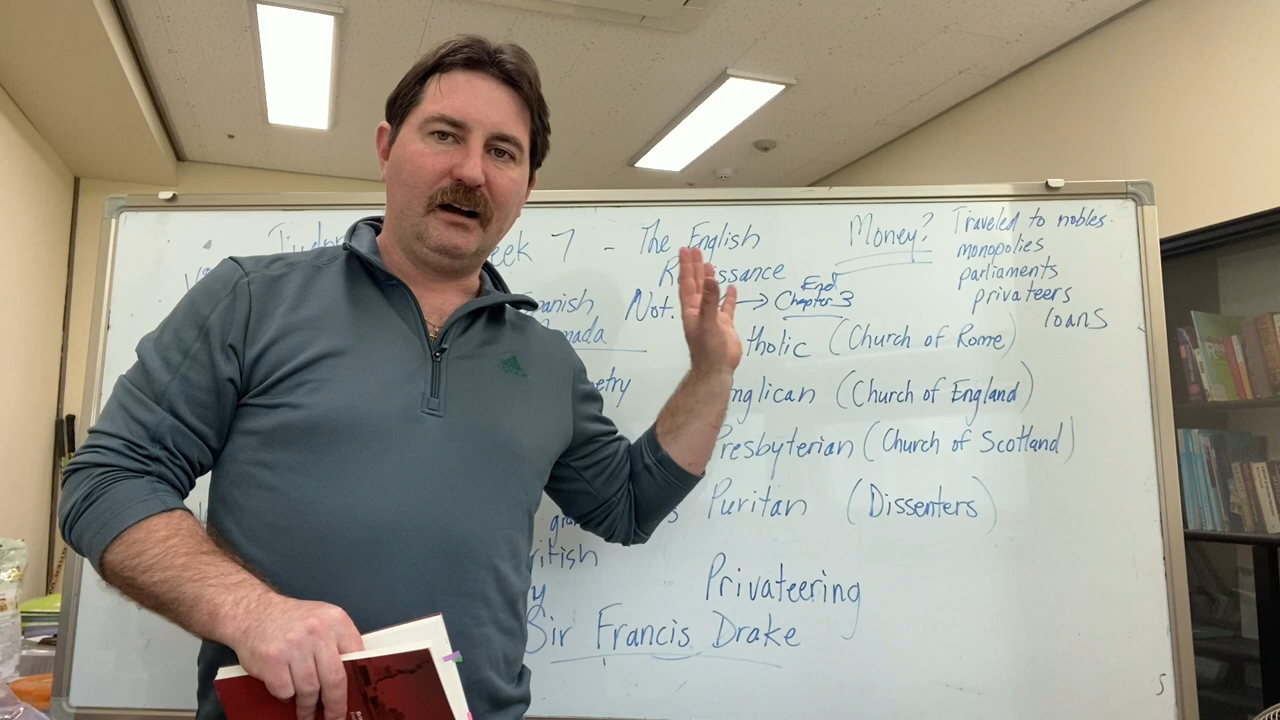 Week 7 - The English
Renaissance
Money?
Traveled to nobles.
monopolies
parliaments
privateers
loans
Spanish
Armada
Not. → End
Chapter 3
Catholic (Church of Rome)
Poetry
Anglican (Church of England)
Presbyterian (Church of Scotland)
Puritan (Dissenters)
British
Privateering
Sir Francis Drake